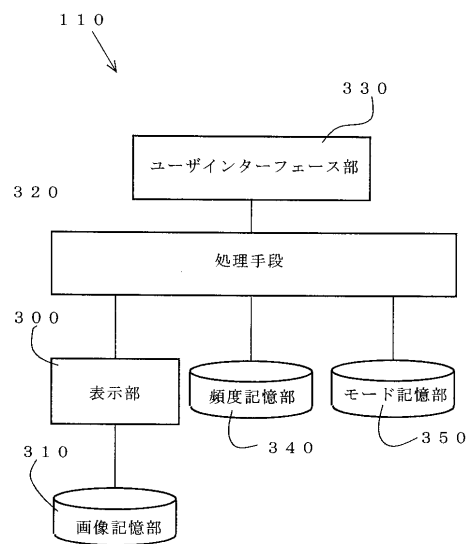 １１０
３３０
ユーザインターフェース部
３２０
処理手段
３００
表示部
頻度記憶部
モード記憶部
３４０
３５０
３１０
画像記憶部